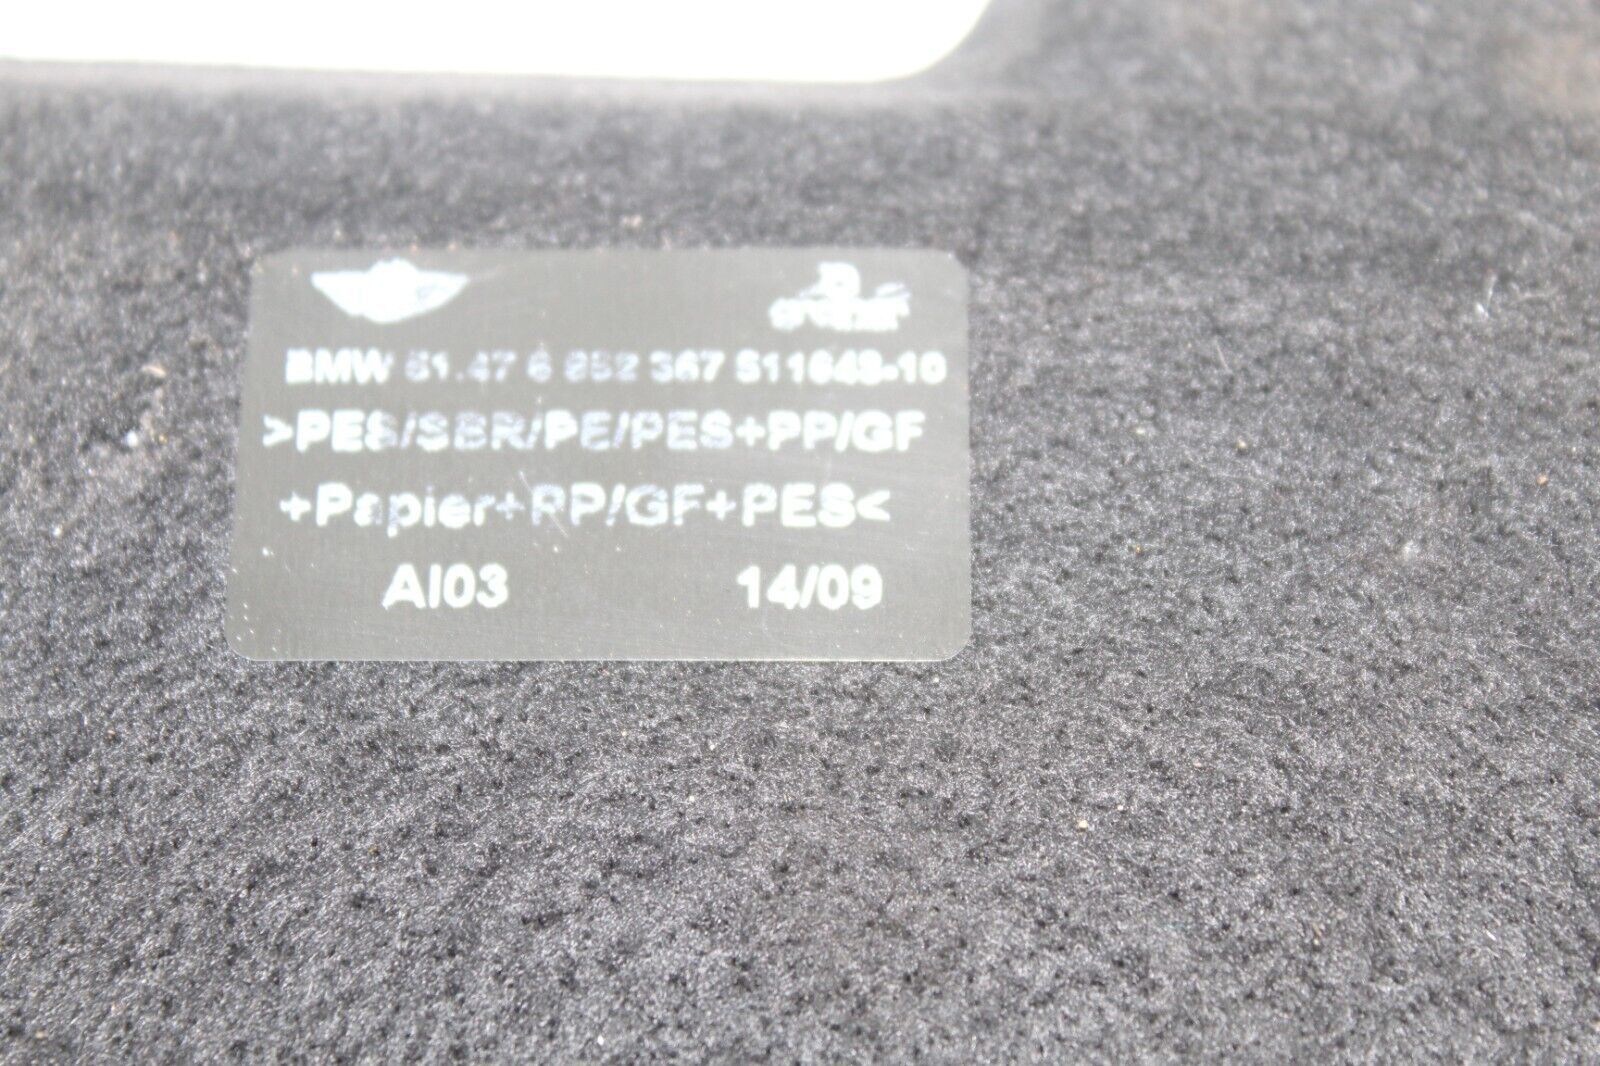 BMW 51.47 6 952 367 511648-10
>PES/SBR/PE/PES+PP/GF
+Papier+PP/GF+PES<
AI03 14/09